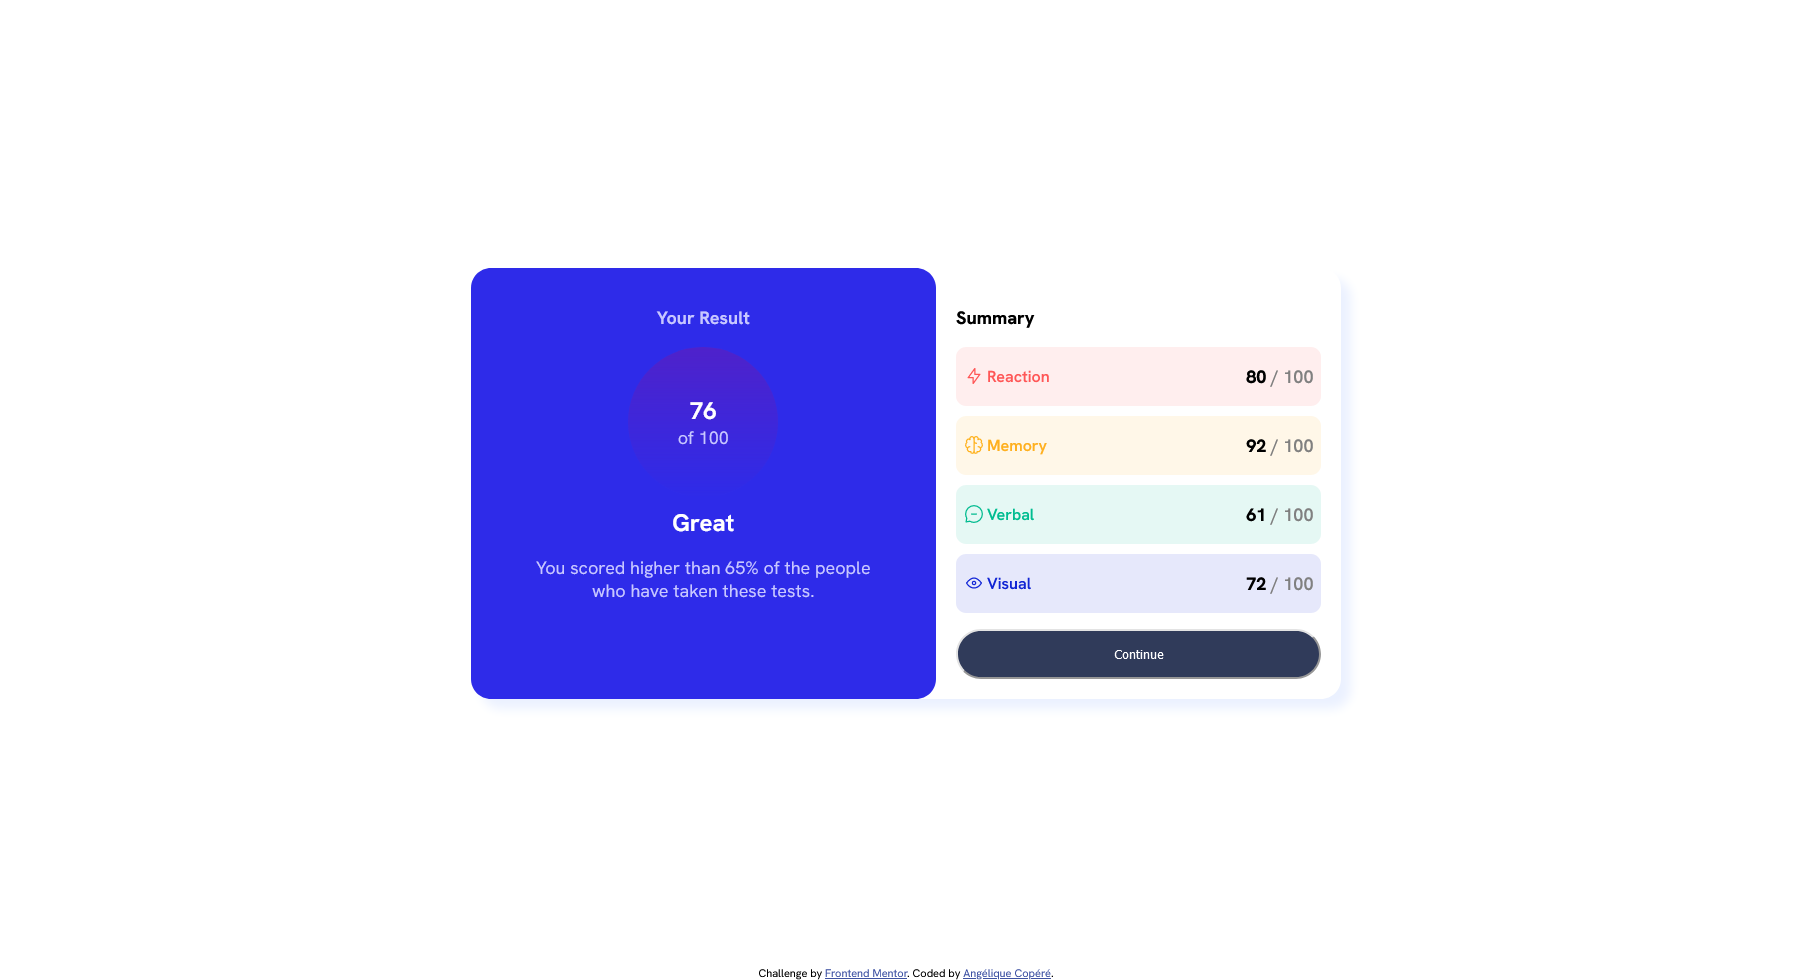 Your Result
76
of 100
Great
You scored higher than 65% of the people
who have taken these tests.
Summary
Reaction 80 / 100
Memory 92 / 100
Verbal 61 / 100
Visual 72 / 100
Continue
Challenge by Frontend Mentor. Coded by Angélique Copéré.